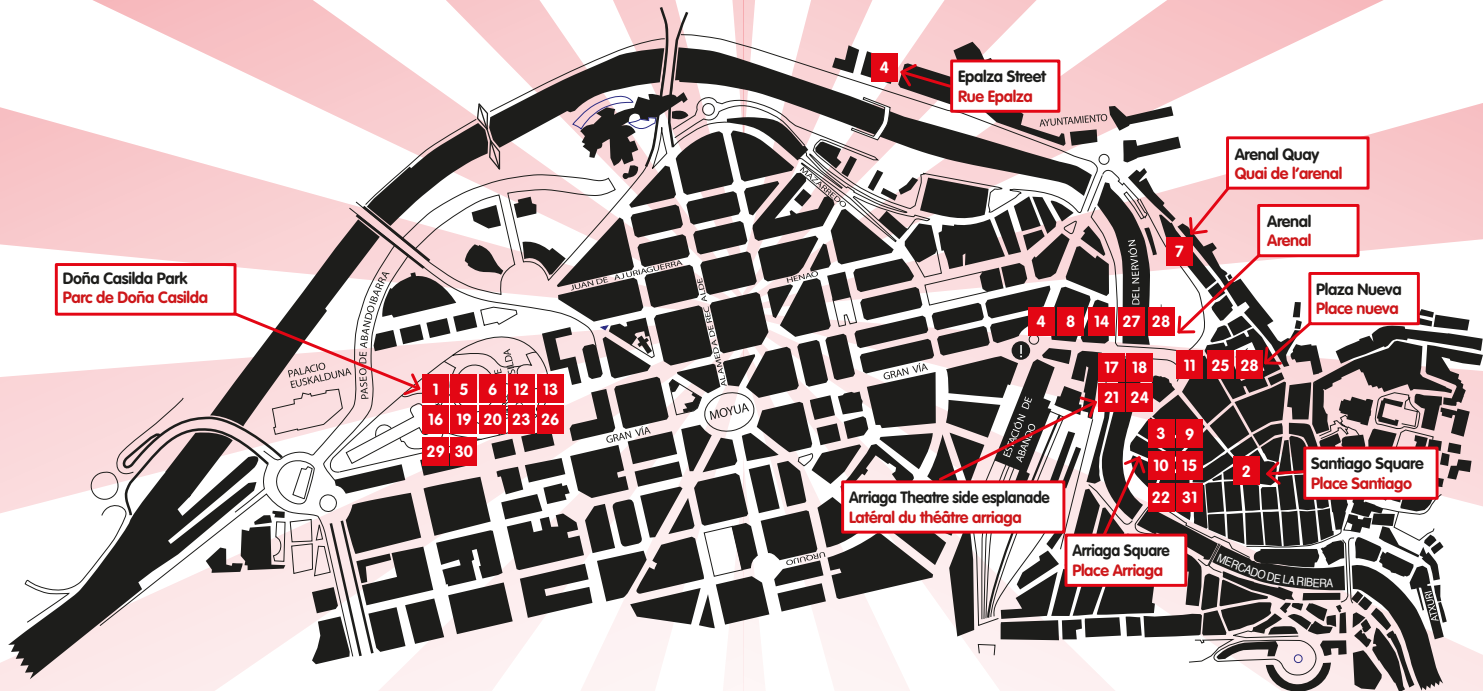 4
Epalza Street
Rue Epalza
AYUNTAMIENTO
Arenal Quay
Quai de l'arenal
7
Arenal
Arenal
MAZARREDO
DEL NERVIÓN
Doña Casilda Park
Parc de Doña Casilda
JUAN DE AJURIAGUERRA
HENAO
Plaza Nueva
Place nueva
PASEO DE ABANDOIBARRA
ALAMEDA DE RECALDE
4 8 14 27 28
!
PALACIO
EUSKALDUNA
1 5 6 12 13
16 19 20 23 26
29 30
GRAN VÍA
17 18
21 24
11 25 28
MOYUA
GRAN VÍA
ESTACIÓN DE
ABANDO
3 9
10 15
22 31
2
Santiago Square
Place Santiago
Arriaga Theatre side esplanade
Latéral du théâtre arriaga
Arriaga Square
Place Arriaga
URQUIJO
MERCADO DE LA RIBERA
ATXURI